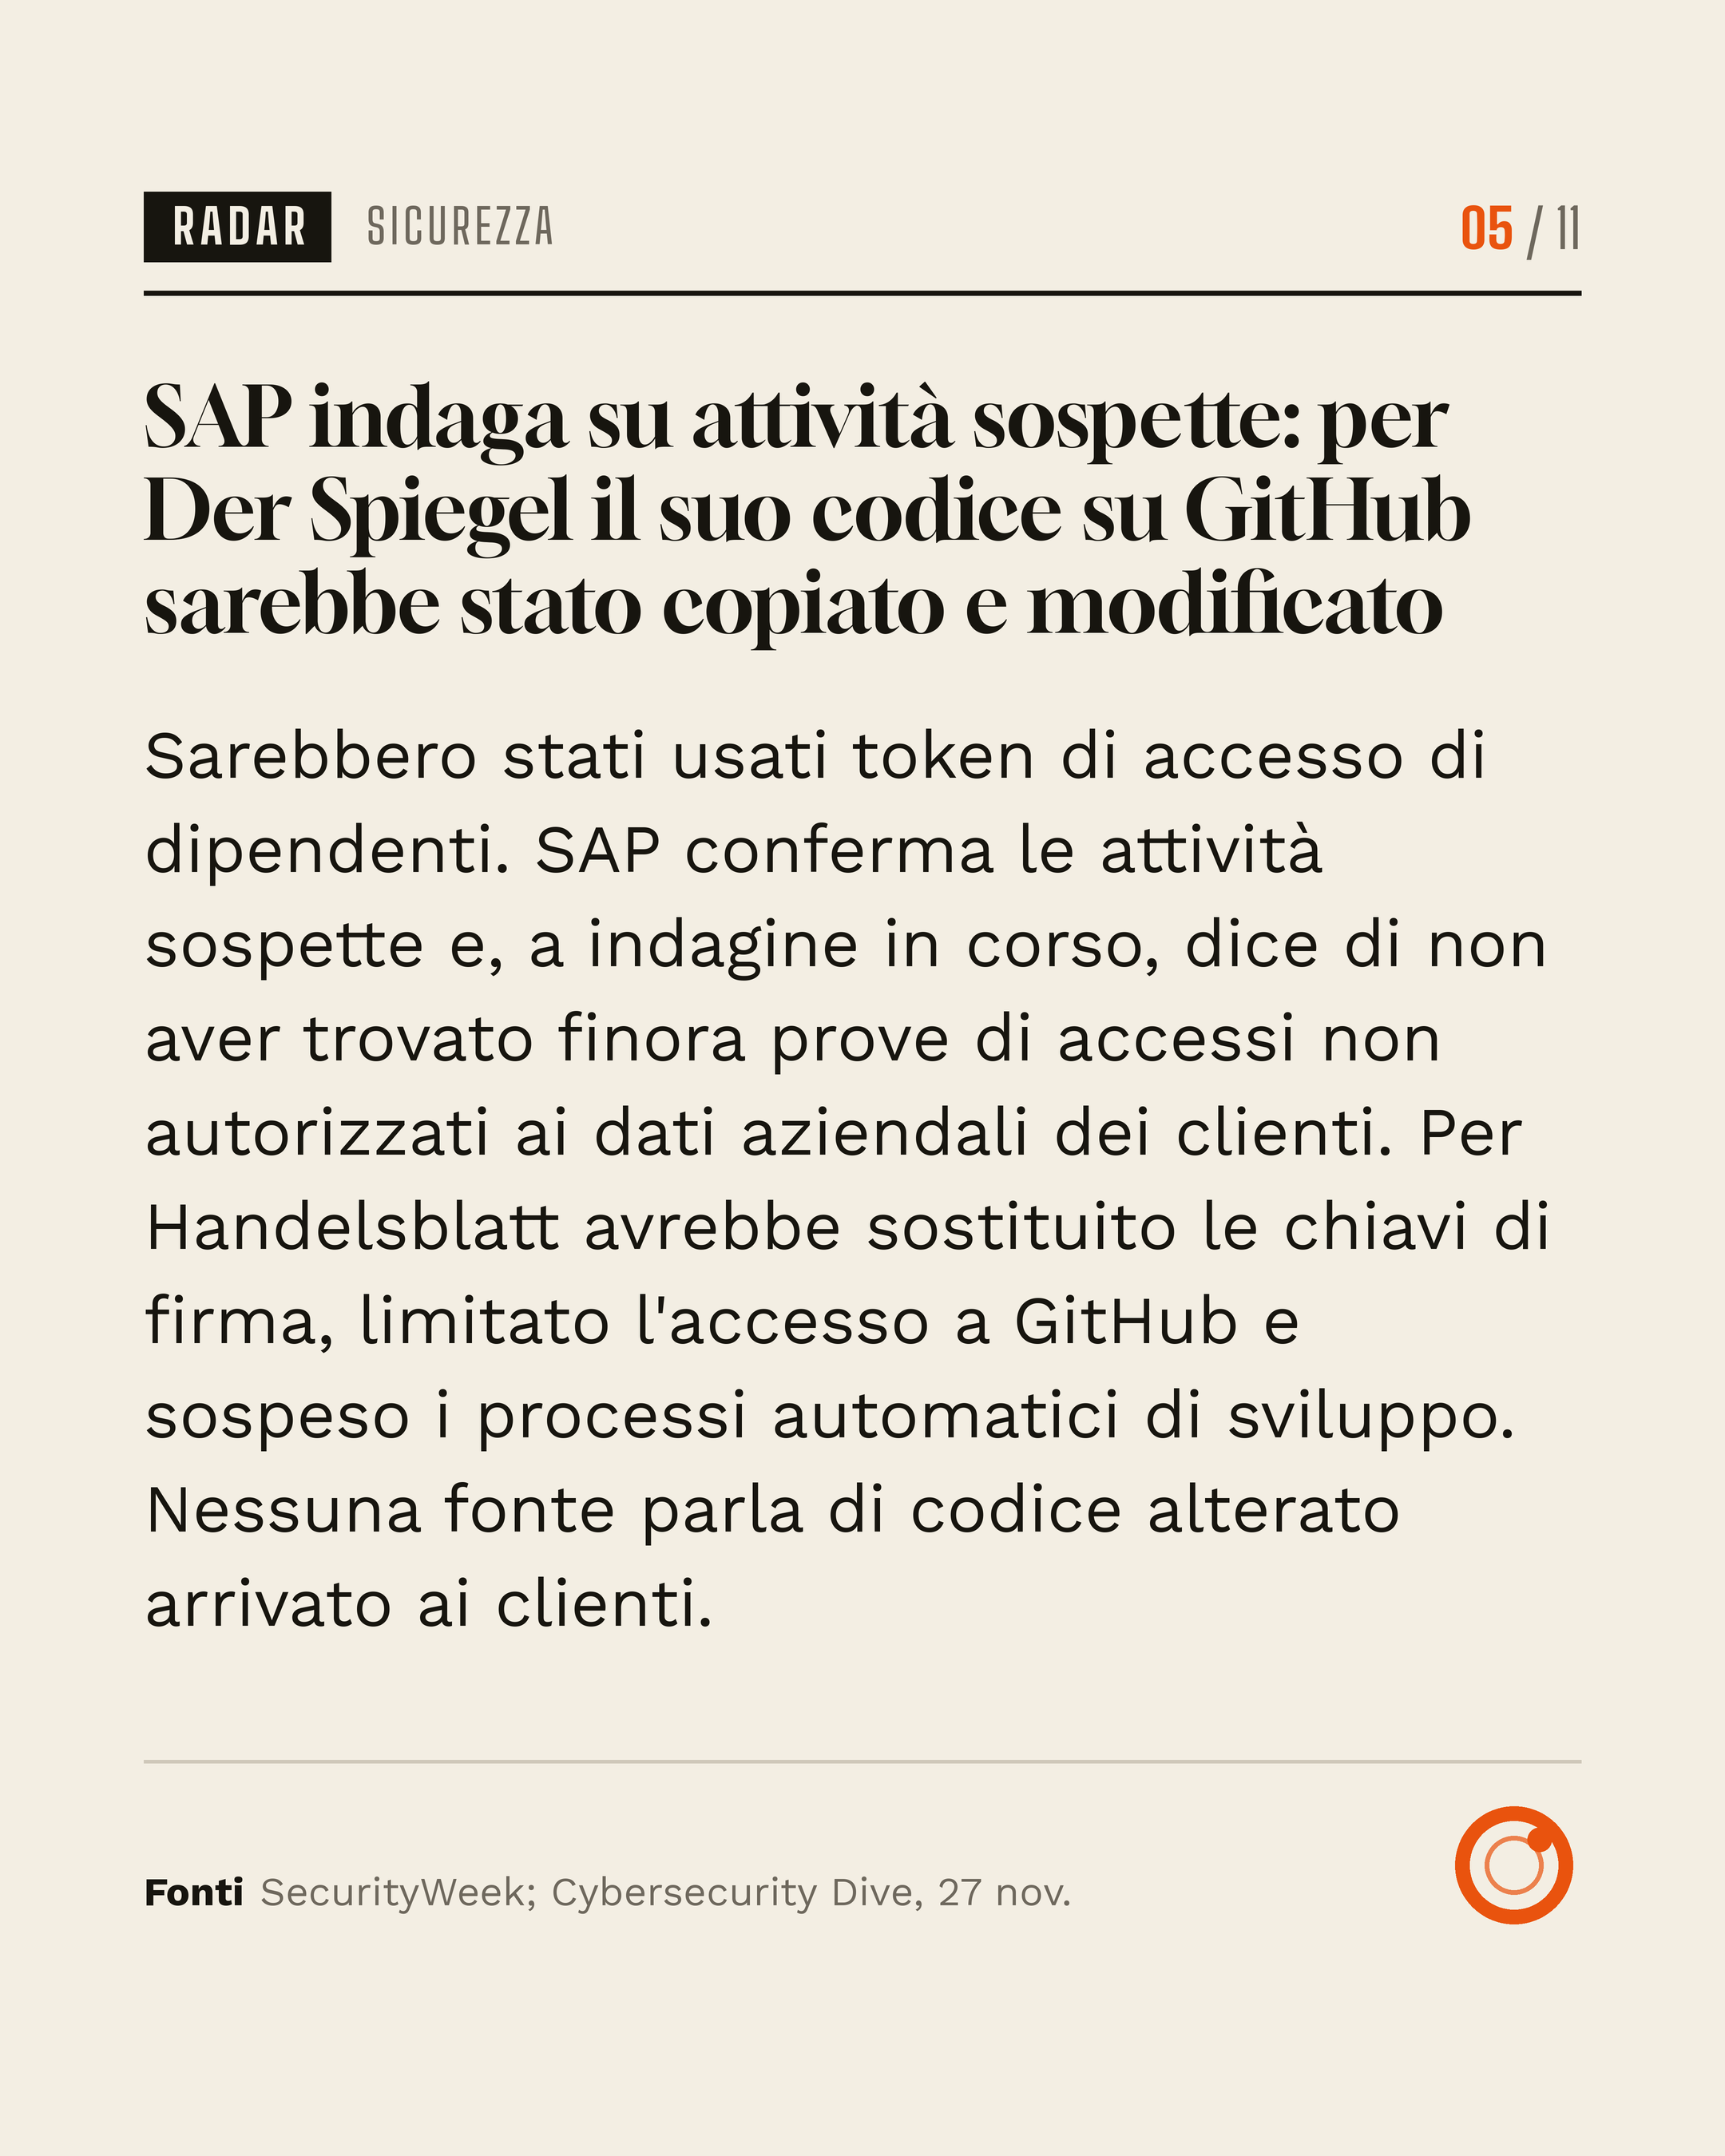 RADAR SICUREZZA 05 / 11
SAP indaga su attività sospette: per
Der Spiegel il suo codice su GitHub
sarebbe stato copiato e modificato
Sarebbero stati usati token di accesso di
dipendenti. SAP conferma le attività
sospette e, a indagine in corso, dice di non
aver trovato finora prove di accessi non
autorizzati ai dati aziendali dei clienti. Per
Handelsblatt avrebbe sostituito le chiavi di
firma, limitato l'accesso a GitHub e
sospeso i processi automatici di sviluppo.
Nessuna fonte parla di codice alterato
arrivato ai clienti.
Fonti SecurityWeek; Cybersecurity Dive, 27 nov.